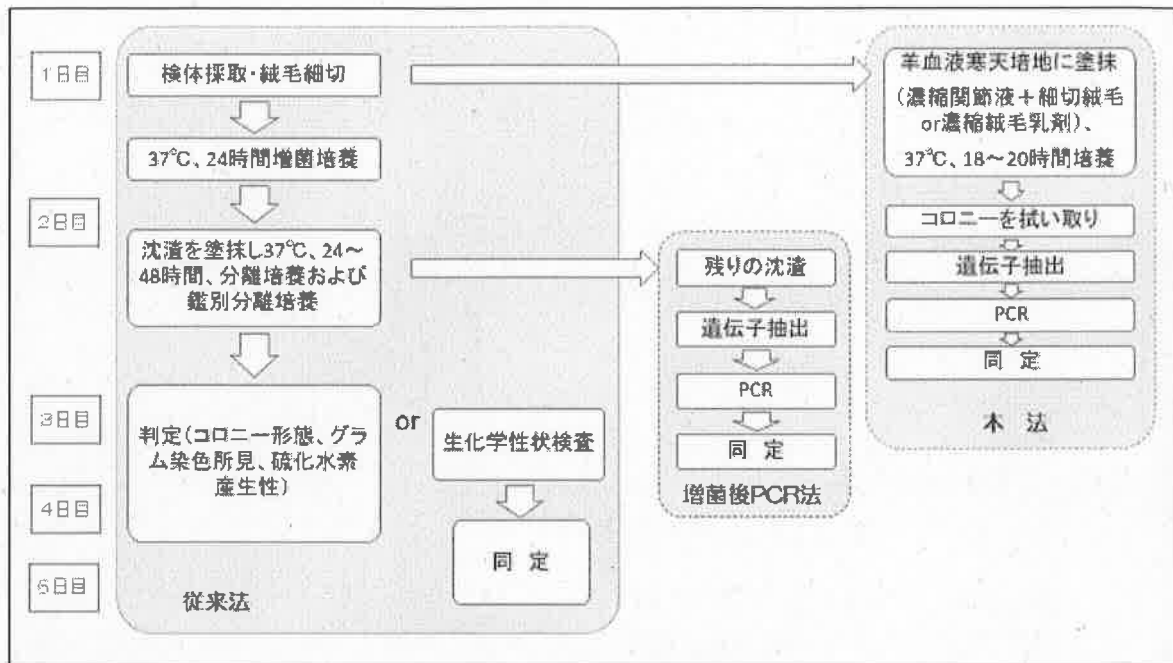 1日目
2日目
3日目
4日目
6日目
検体採取・絨毛細切
37℃、24時間増菌培養
沈渣を塗抹し37℃、24～
48時間、分離培養および
鑑別分離培養
判定(コロニー形態、グラ
ム染色所見、硫化水素
産生性)
or
生化学性状検査
同 定
従来法
残りの沈渣
遺伝子抽出
PCR
同 定
増菌後PCR法
羊血液寒天培地に塗抹
(濃縮関節液＋細切絨毛
or濃縮絨毛乳剤)、
37℃、18～20時間培養
コロニーを拭い取り
遺伝子抽出
PCR
同 定
本 法